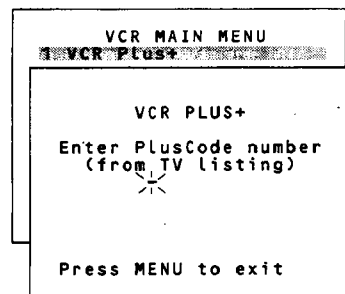 VCR MAIN MENU
1 VCR Plus+
VCR PLUS+
Enter PlusCode number
(from TV listing)
Press MENU to exit